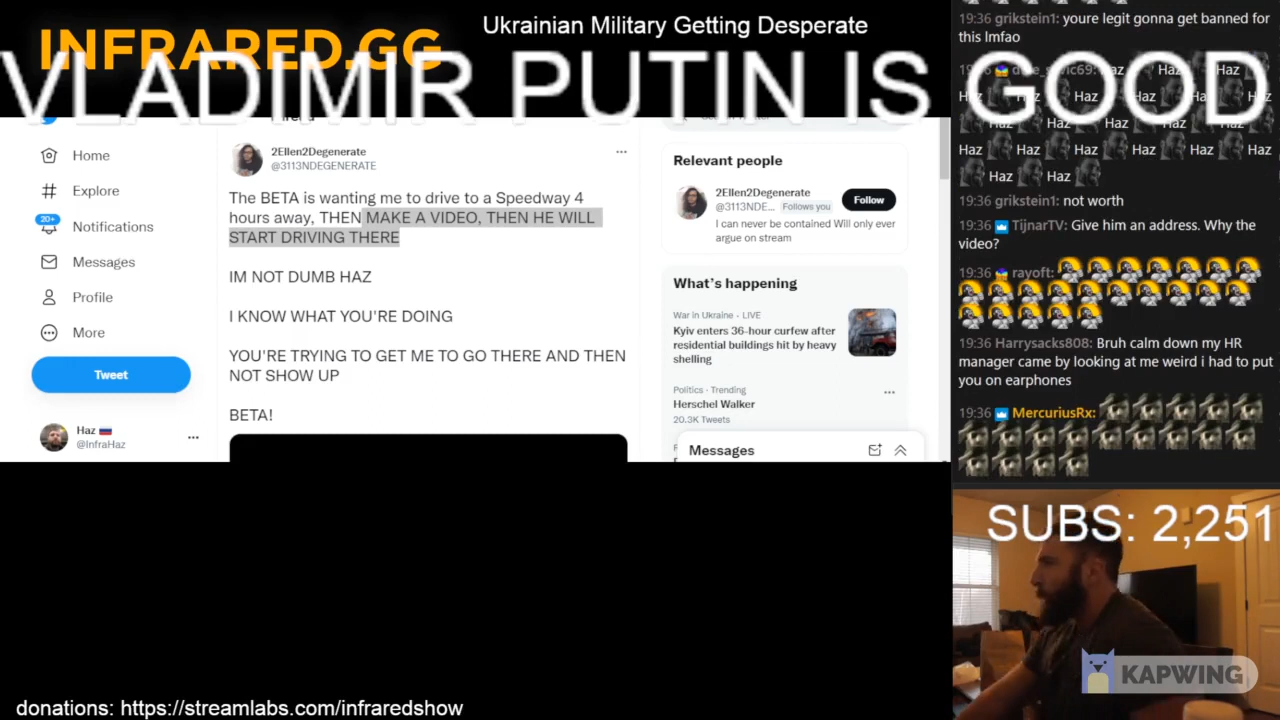 INFRARED.GG
Ukrainian Military Getting Desperate
VLADIMIR PUTIN IS GOOD
Home
Explore
20+
Notifications
Messages
Profile
More
Tweet
Haz
@InfraHaz
2Ellen2Degenerate
@3113NDEGENERATE
The BETA is wanting me to drive to a Speedway 4
hours away, THEN MAKE A VIDEO, THEN HE WILL
START DRIVING THERE
IM NOT DUMB HAZ
I KNOW WHAT YOU'RE DOING
YOU'RE TRYING TO GET ME TO GO THERE AND THEN
NOT SHOW UP
BETA!
Relevant people
2Ellen2Degenerate
@3113NDE... Follows you
Follow
I can never be contained Will only ever
argue on stream
What's happening
War in Ukraine · LIVE
Kyiv enters 36-hour curfew after
residential buildings hit by heavy
shelling
Politics · Trending
Herschel Walker
20.3K Tweets
Messages
19:36 grikstein1: youre legit gonna get banned for
this lmfao
Haz Haz Haz
Haz Haz Haz Haz Haz
Haz Haz Haz Haz Haz
Haz Haz Haz Haz Haz Haz
Haz Haz
19:36 grikstein1: not worth
19:36 TijnarTV: Give him an address. Why the
video?
19:36 rayoft:
19:36 Harrysacks808: Bruh calm down my HR
manager came by looking at me weird i had to put
you on earphones
19:36 MercuriusRx:
SUBS: 2,251
KAPWING
donations: https://streamlabs.com/infraredshow